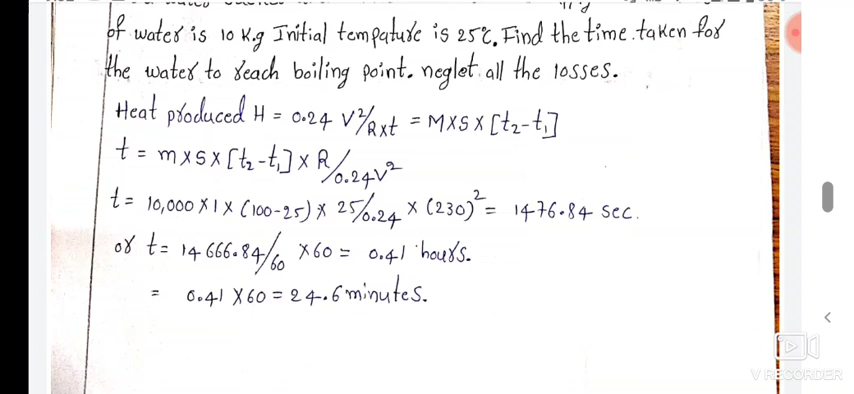 of water is 10 K.g Initial tempature is 25°C. Find the time taken for
the water to reach boiling point. neglet all the losses.
Heat produced H = 0.24 V²/Rxt = M×S×[t₂-t₁]
t = m×s×[t₂-t₁]×R/0.24V²
t = 10,000×1×(100-25)×25/0.24×(230)² = 1476.84 sec.
or t = 14666.84/60 ×60 = 0.41 hours.
= 0.41×60 = 24.6 minutes.
V RECORDER